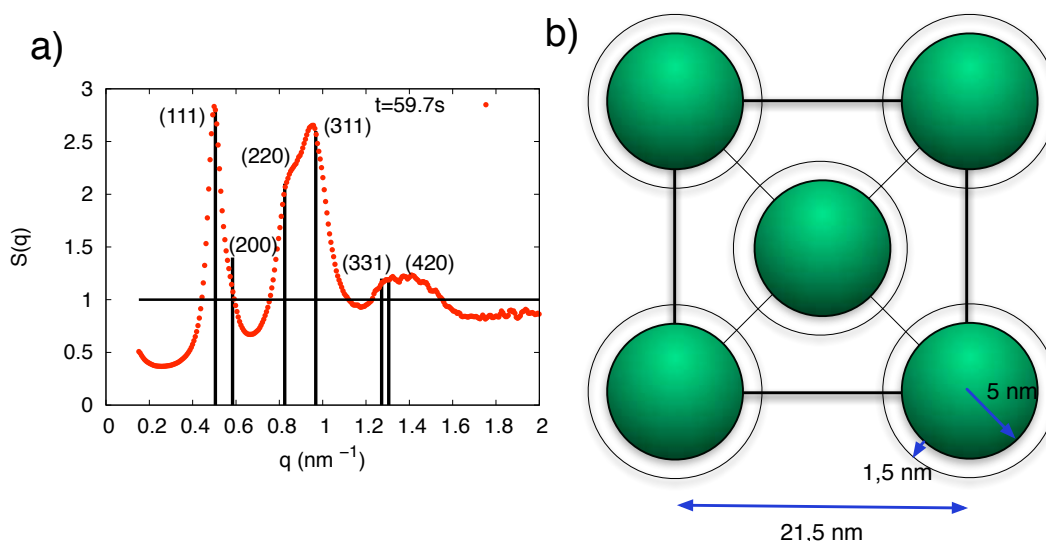 a)
b)
3
2.5
2
1.5
1
0.5
0
S(q)
t=59.7s
(111)
(311)
(220)
(200)
(331) (420)
0 0.2 0.4 0.6 0.8 1 1.2 1.4 1.6 1.8 2
q (nm ⁻¹)
5 nm
1,5 nm
21,5 nm